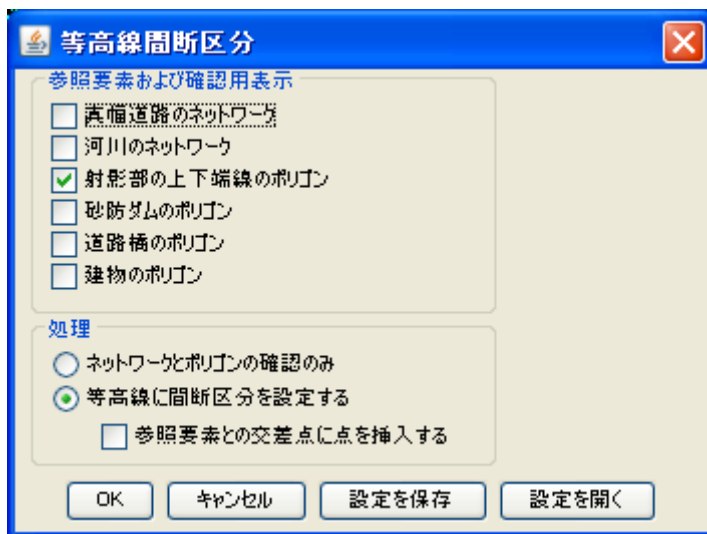 等高線間断区分
参照要素および確認用表示
真幅道路のネットワーク
河川のネットワーク
射影部の上下端線のポリゴン
砂防ダムのポリゴン
道路橋のポリゴン
建物のポリゴン
処理
ネットワークとポリゴンの確認のみ
等高線に間断区分を設定する
参照要素との交差点に点を挿入する
OK キャンセル 設定を保存 設定を開く